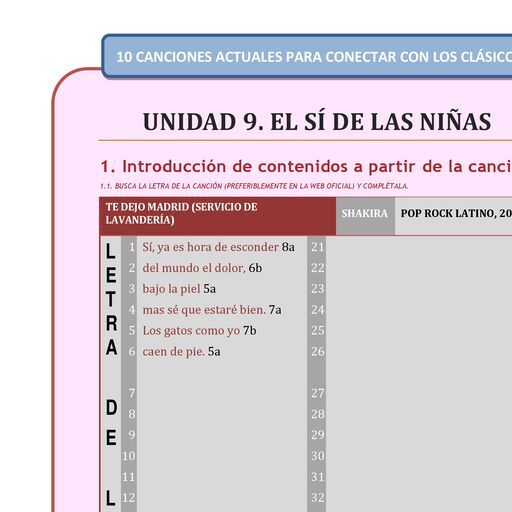 10 CANCIONES ACTUALES PARA CONECTAR CON LOS CLÁSICO
UNIDAD 9. EL SÍ DE LAS NIÑAS
1. Introducción de contenidos a partir de la canci
1.1. BUSCA LA LETRA DE LA CANCIÓN (PREFERIBLEMENTE EN LA WEB OFICIAL) Y COMPLÉTALA.
TE DEJO MADRID (SERVICIO DE
LAVANDERÍA)
SHAKIRA
POP ROCK LATINO, 20
LETRA DE L
1 Sí, ya es hora de esconder 8a
2 del mundo el dolor, 6b
3 bajo la piel 5a
4 mas sé que estaré bien. 7a
5 Los gatos como yo 7b
6 caen de pie. 5a
7
8
9
10
11
12
21
22
23
24
25
26
27
28
29
30
31
32